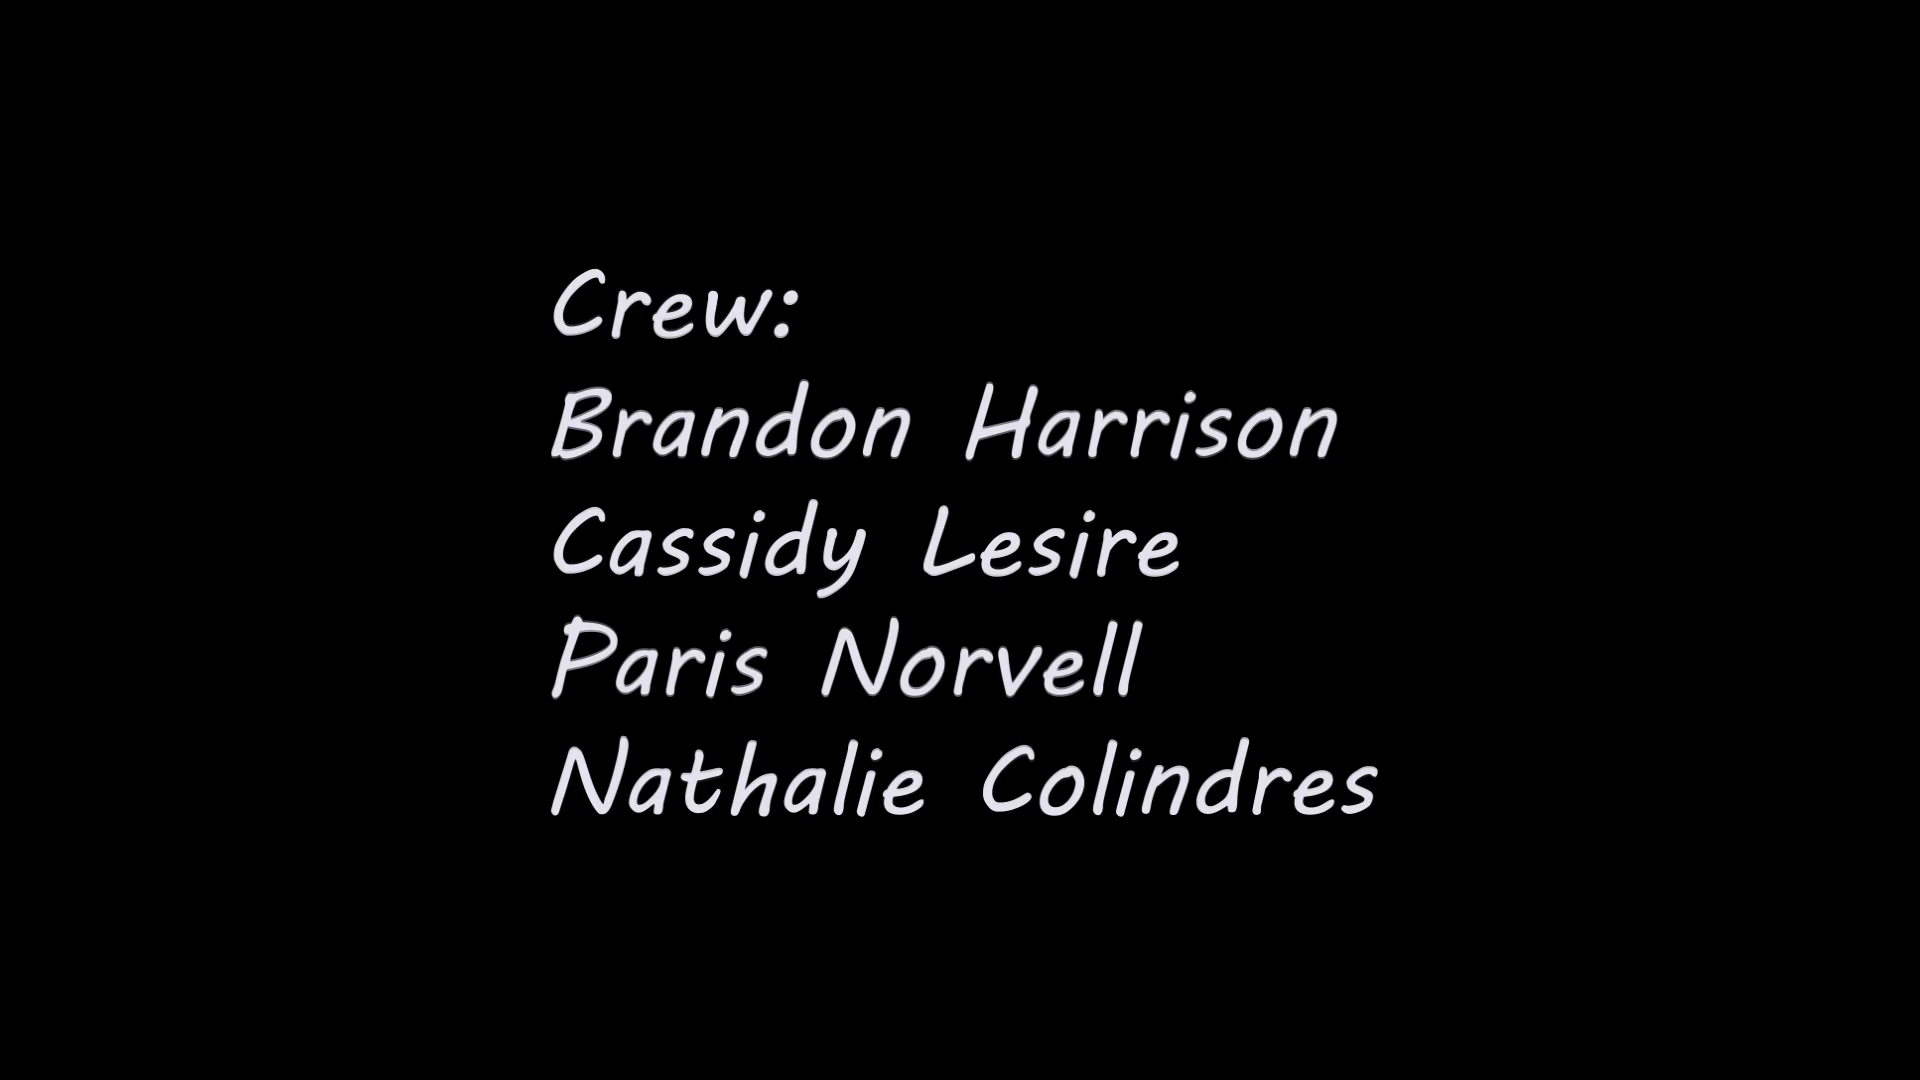 Crew:
Brandon Harrison
Cassidy Lesire
Paris Norvell
Nathalie Colindres